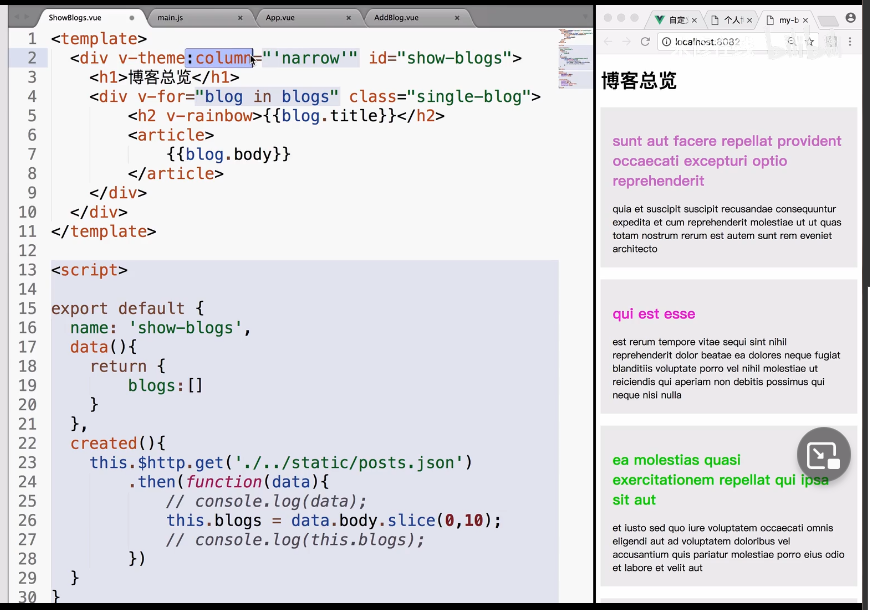 ShowBlogs.vue
main.js
App.vue
AddBlog.vue
1 <template>
2 <div v-theme:column="'narrow'" id="show-blogs">
3 <h1>博客总览</h1>
4 <div v-for="blog in blogs" class="single-blog">
5 <h2 v-rainbow>{{blog.title}}</h2>
6 <article>
7 {{blog.body}}
8 </article>
9 </div>
10 </div>
11 </template>
12
13 <script>
14
15 export default {
16 name: 'show-blogs',
17 data(){
18 return {
19 blogs:[]
20 }
21 },
22 created(){
23 this.$http.get('./../static/posts.json')
24 .then(function(data){
25 // console.log(data);
26 this.blogs = data.body.slice(0,10);
27 // console.log(this.blogs);
28 })
29 }
30 }
自定
个人
my-b
localhost:8082
博客总览
sunt aut facere repellat provident
occaecati excepturi optio
reprehenderit
quia et suscipit suscipit recusandae consequuntur
expedita et cum reprehenderit molestiae ut ut quas
totam nostrum rerum est autem sunt rem eveniet
architecto
qui est esse
est rerum tempore vitae sequi sint nihil
reprehenderit dolor beatae ea dolores neque fugiat
blanditiis voluptate porro vel nihil molestiae ut
reiciendis qui aperiam non debitis possimus qui
neque nisi nulla
ea molestias quasi
exercitationem repellat qui ipsa
sit aut
et iusto sed quo iure voluptatem occaecati omnis
eligendi aut ad voluptatem doloribus vel
accusantium quis pariatur molestiae porro eius odio
et labore et velit aut